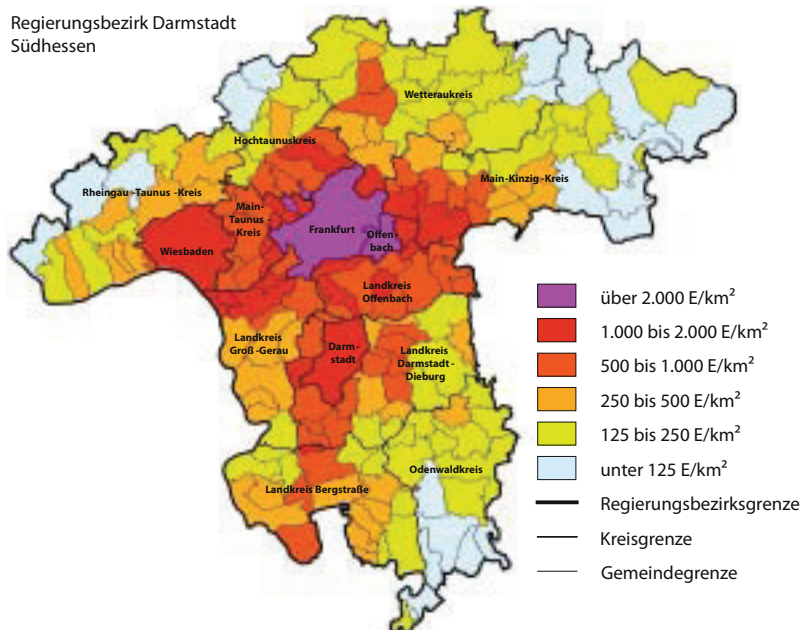 Regierungsbezirk Darmstadt
Südhessen
Wetteraukreis
Hochtaunuskreis
Rheingau -Taunus -Kreis
Main-Kinzig-Kreis
Main-
Taunus -
Kreis
Frankfurt
Offen-
bach
Wiesbaden
Landkreis
Offenbach
Landkreis
Groß -Gerau
Darm-
stadt
Landkreis
Darmstadt -
Dieburg
Odenwaldkreis
Landkreis Bergstraße
über 2.000 E/km²
1.000 bis 2.000 E/km²
500 bis 1.000 E/km²
250 bis 500 E/km²
125 bis 250 E/km²
unter 125 E/km²
Regierungsbezirksgrenze
Kreisgrenze
Gemeindegrenze